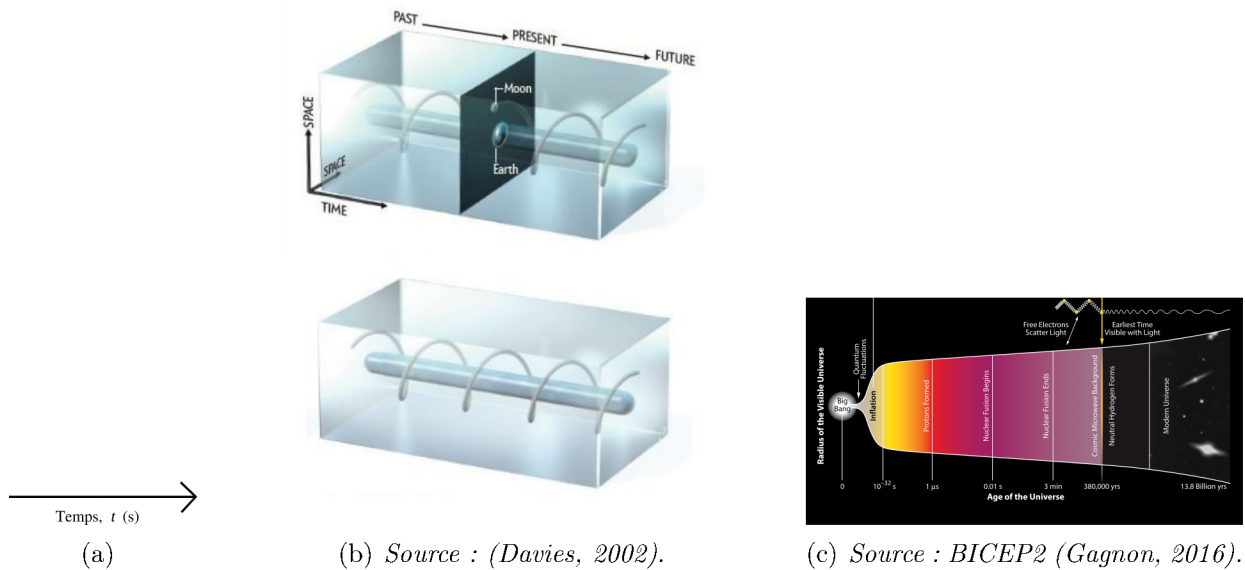 PAST
PRESENT
FUTURE
Moon
Earth
SPACE
SPACE
TIME
Temps, t (s)
Radius of the Visible Universe
Big
Bang
Quantum
Fluctuations
Inflation
Protons Formed
Nuclear Fusion Begins
Nuclear Fusion Ends
Cosmic Microwave Background
Neutral Hydrogen Forms
Modern Universe
Free Electrons
Scatter Light
Earliest Time
Visible with Light
0
10⁻³² s
1 µs
0.01 s
3 min
380,000 yrs
13.8 Billion yrs
Age of the Universe
(a)
(b) Source : (Davies, 2002).
(c) Source : BICEP2 (Gagnon, 2016).